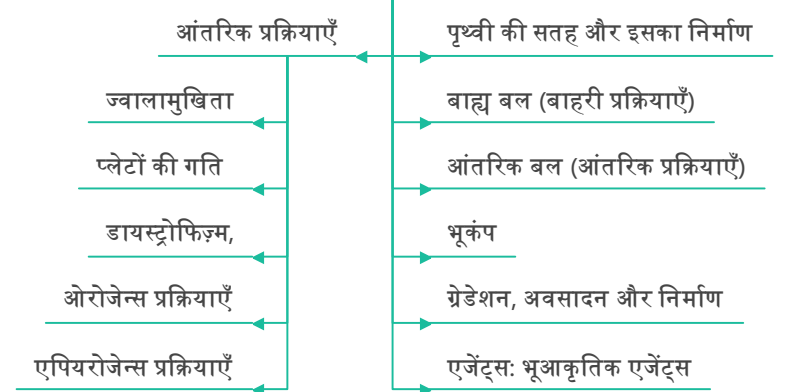 आंतरिक प्रक्रियाएँ
ज्वालामुखिता
प्लेटों की गति
डायस्ट्रोफिज़्म,
ओरोजेन्स प्रक्रियाएँ
एपियरोजेन्स प्रक्रियाएँ
पृथ्वी की सतह और इसका निर्माण
बाह्य बल (बाहरी प्रक्रियाएँ)
आंतरिक बल (आंतरिक प्रक्रियाएँ)
भूकंप
ग्रेडेशन, अवसादन और निर्माण
एजेंट्स: भूआकृतिक एजेंट्स